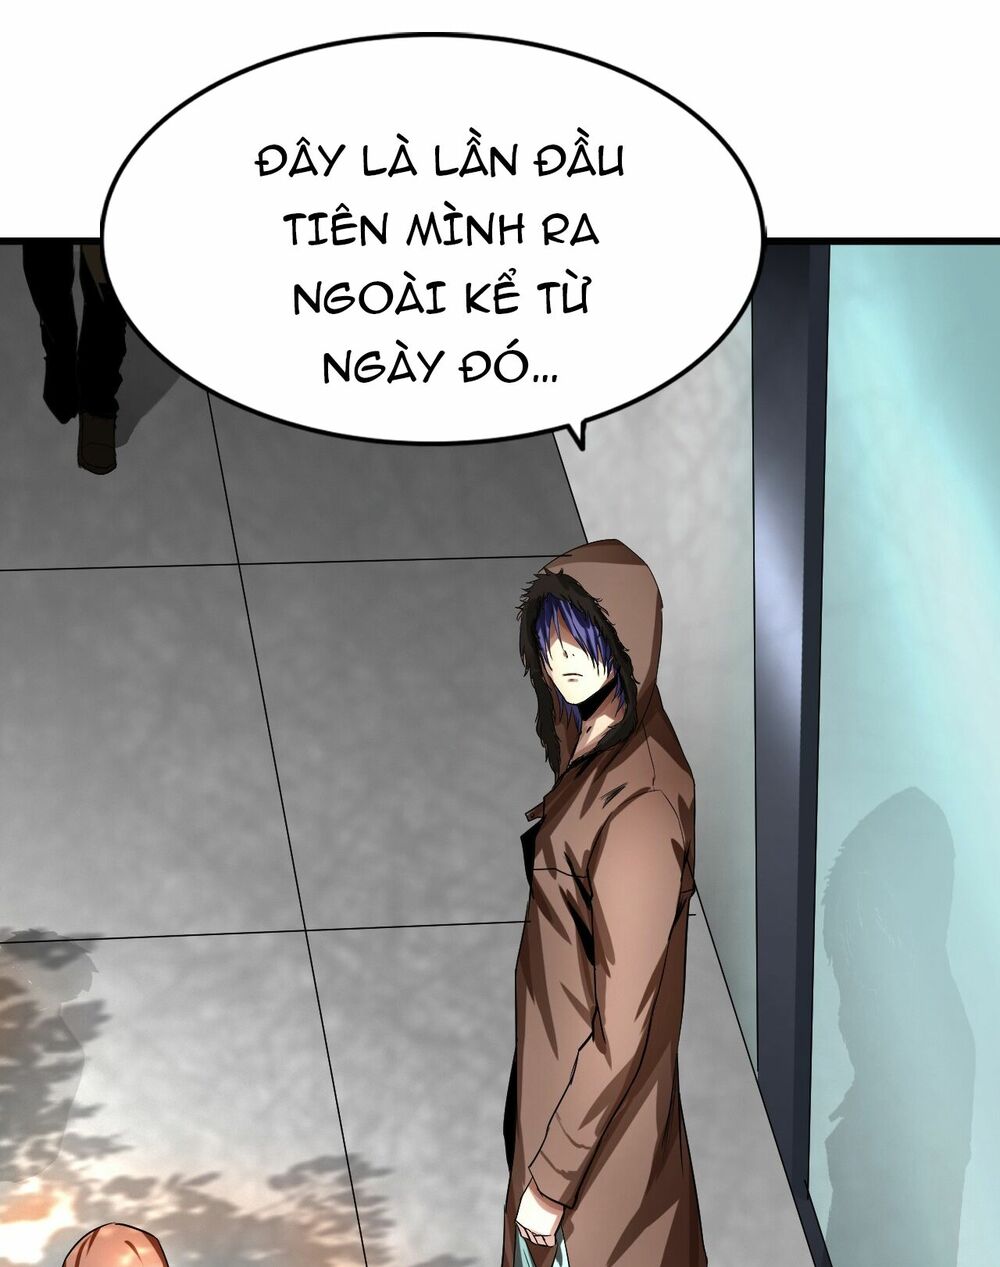 ĐÂY LÀ LẦN ĐẦU
TIÊN MÌNH RA
NGOÀI KỂ TỪ
NGÀY ĐÓ...